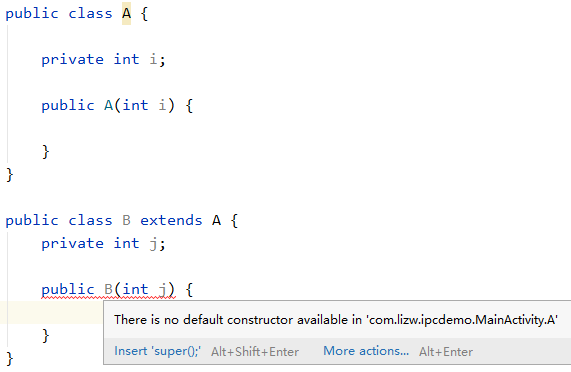 public class A {
private int i;
public A(int i) {
}
}
public class B extends A {
private int j;
public B(int j) {
There is no default constructor available in 'com.lizw.ipcdemo.MainActivity.A'
Insert 'super();' Alt+Shift+Enter More actions... Alt+Enter
}
}